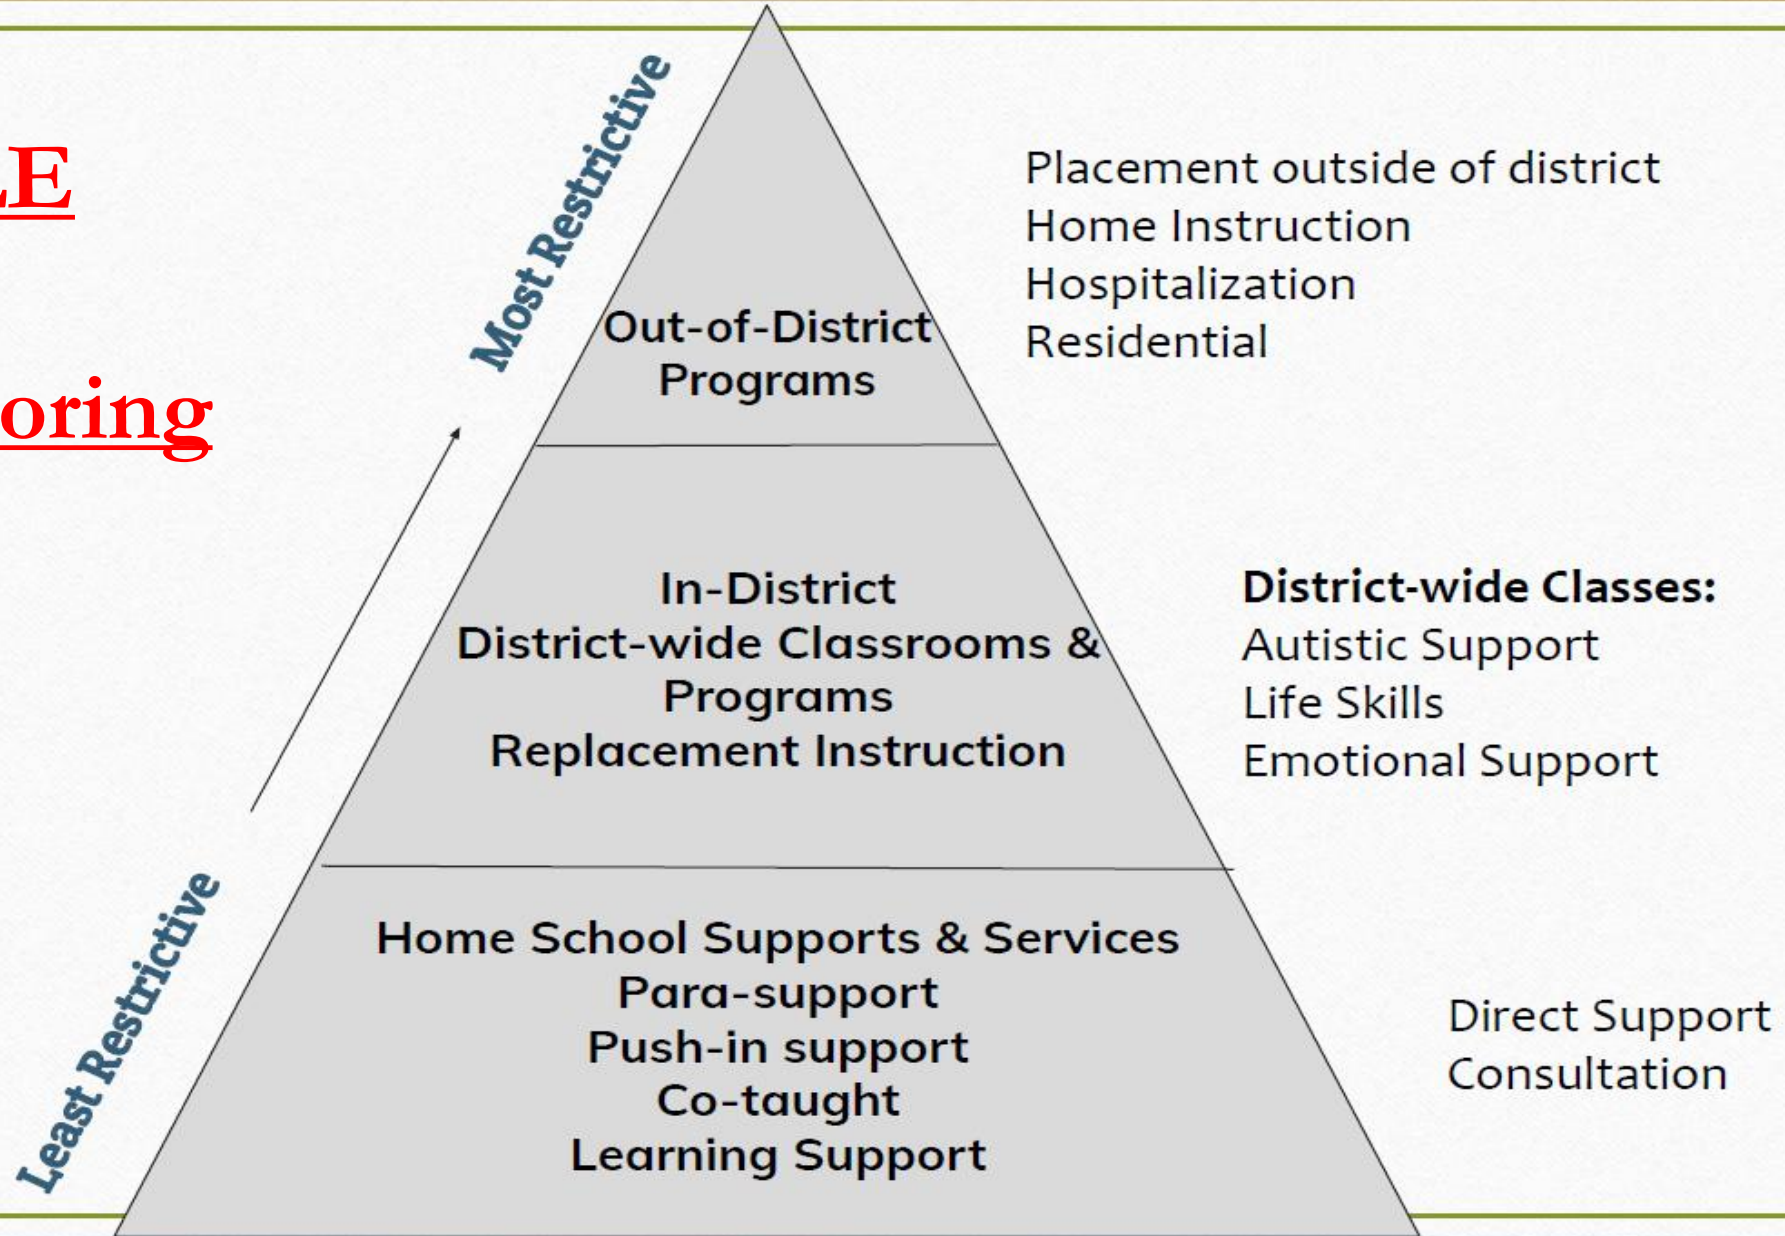 LE
oring
Most Restrictive
Least Restrictive
Out-of-District
Programs
Placement outside of district
Home Instruction
Hospitalization
Residential
In-District
District-wide Classrooms &
Programs
Replacement Instruction
District-wide Classes:
Autistic Support
Life Skills
Emotional Support
Home School Supports & Services
Para-support
Push-in support
Co-taught
Learning Support
Direct Support
Consultation